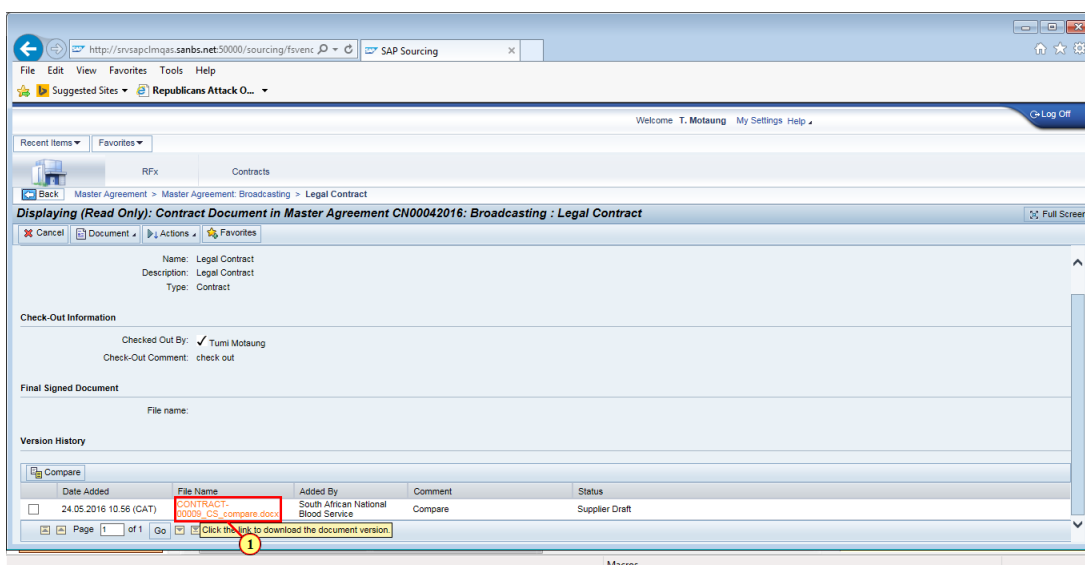 http://srvsapclmqas.sanbs.net:50000/sourcing/fsvenc
SAP Sourcing
File Edit View Favorites Tools Help
Suggested Sites Republicans Attack O...
Welcome T. Motaung My Settings Help
Log Off
Recent Items Favorites
RFx Contracts
Back Master Agreement > Master Agreement: Broadcasting > Legal Contract
Displaying (Read Only): Contract Document in Master Agreement CN00042016: Broadcasting : Legal Contract
Full Screen
Cancel Document Actions Favorites
Name: Legal Contract
Description: Legal Contract
Type: Contract
Check-Out Information
Checked Out By: Tumi Motaung
Check-Out Comment: check out
Final Signed Document
File name:
Version History
Compare
Date Added File Name Added By Comment Status
24.05.2016 10.56 (CAT) CONTRACT-00009_CS_compare.docx South African National Blood Service Compare Supplier Draft
Page 1 of 1 Go Click the link to download the document version.
1
Macros